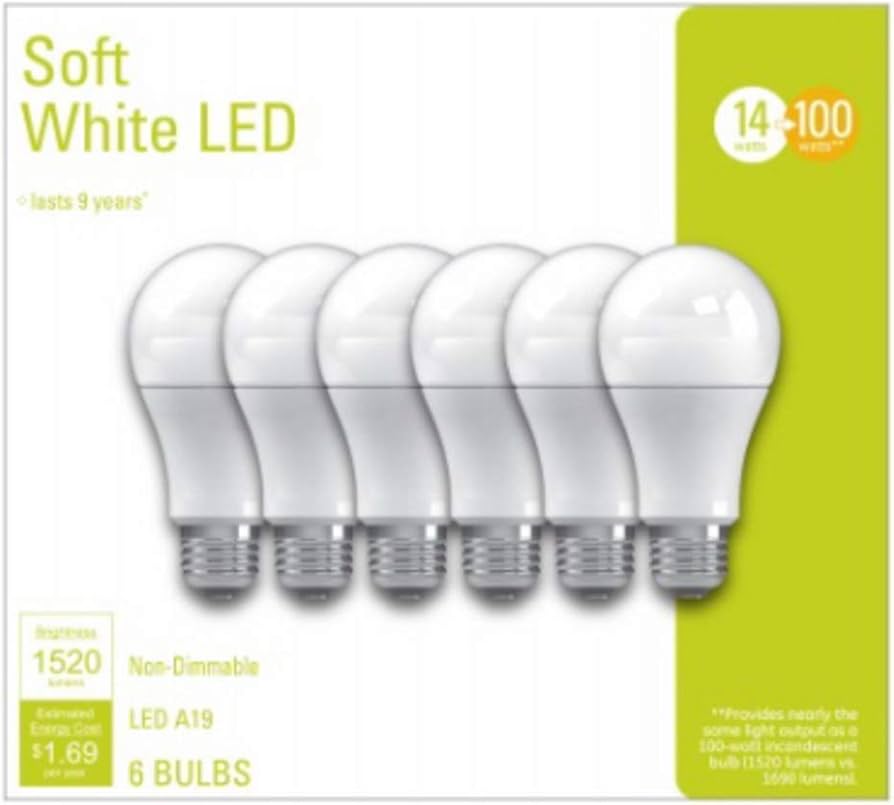 Soft
White LED
lasts 9 years*
14 100
watts watts**
Brightness
1520
lumens
Estimated
Energy Cost
$1.69
per year
Non-Dimmable
LED A19
6 BULBS
**Provides nearly the
same light output as a
100-watt incandescent
bulb (1520 lumens vs.
1690 lumens).